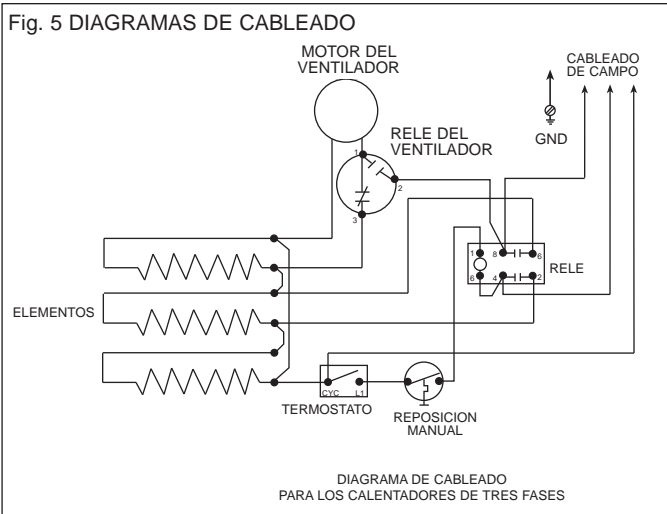 Fig. 5 DIAGRAMAS DE CABLEADO
MOTOR DEL
VENTILADOR
CABLEADO
DE CAMPO
GND
RELE DEL
VENTILADOR
1
2
3
1
8
6
6
4
2
RELE
ELEMENTOS
CYC
L1
TERMOSTATO
REPOSICION
MANUAL
DIAGRAMA DE CABLEADO
PARA LOS CALENTADORES DE TRES FASES